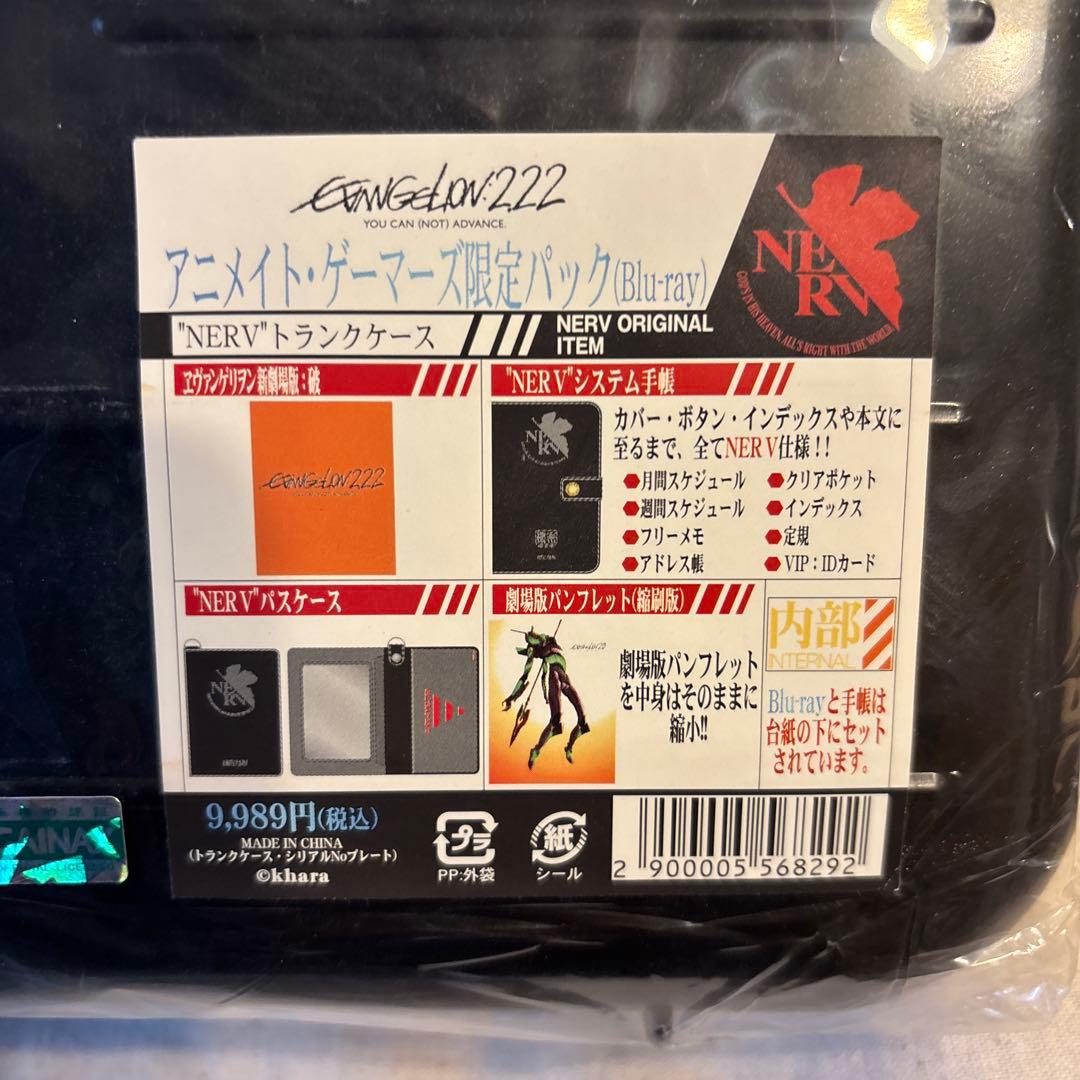 EVANGELION:2.22
YOU CAN (NOT) ADVANCE.
アニメイト・ゲーマーズ限定パック(Blu-ray)
NERV
GOD'S IN HIS HEAVEN, ALL'S RIGHT WITH THE WORLD.
"NERV"トランクケース
NERV ORIGINAL
ITEM
ヱヴァンゲリヲン新劇場版:破
EVANGELION:2.22
"NERV"システム手帳
NERV
カバー・ボタン・インデックスや本文に
至るまで、全てNERV仕様!!
月間スケジュール
週間スケジュール
フリーメモ
アドレス帳
クリアポケット
インデックス
定規
VIP:IDカード
"NERV"パスケース
NERV
劇場版パンフレット(縮刷版)
劇場版パンフレット
を中身はそのままに
縮小!!
内部
INTERNAL
Blu-rayと手帳は
台紙の下にセット
されています。
9,989円(税込)
MADE IN CHINA
(トランクケース・シリアルNoプレート)
©khara
プラ
PP:外袋
紙
シール
2 900005 568292